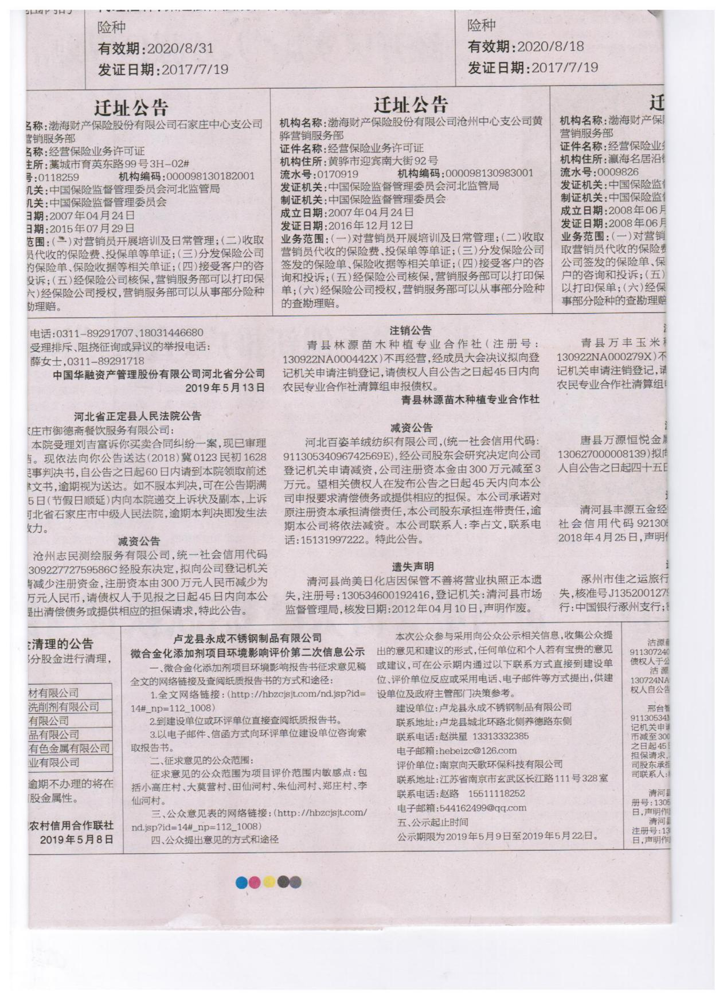 险种
有效期:2020/8/31
发证日期:2017/7/19
险种
有效期:2020/8/18
发证日期:2017/7/19
迁址公告
名称:渤海财产保险股份有限公司石家庄中心支公司
营销服务部
名称:经营保险业务许可证
住所:藁城市育英东路99号3H-02#
号:0118259 机构编码:000098130182001
机关:中国保险监督管理委员会河北监管局
机关:中国保险监督管理委员会
日期:2007年04月24日
日期:2015年07月29日
范围:(一)对营销员开展培训及日常管理;(二)收取
员代收的保险费、投保单等单证;(三)分发保险公司
的保险单、保险收据等相关单证;(四)接受客户的咨
投诉;(五)经保险公司核保,营销服务部可以打印保
六)经保险公司授权,营销服务部可以从事部分险种
勘理赔。
迁址公告
机构名称:渤海财产保险股份有限公司沧州中心支公司黄
骅营销服务部
证件名称:经营保险业务许可证
机构住所:黄骅市迎宾南大街92号
流水号:0170919 机构编码:000098130983001
发证机关:中国保险监督管理委员会河北监管局
制证机关:中国保险监督管理委员会
成立日期:2007年04月24日
发证日期:2016年12月12日
业务范围:(一)对营销员开展培训及日常管理;(二)收取
营销员代收的保险费、投保单等单证;(三)分发保险公司
签发的保险单、保险收据等相关单证;(四)接受客户的咨
询和投诉;(五)经保险公司核保,营销服务部可以打印保
单;(六)经保险公司授权,营销服务部可以从事部分险种
的查勘理赔。
迁
机构名称:渤海财产保
营销服务部
证件名称:经营保险业
机构住所:瀛海名居沿
流水号:0009826
发证机关:中国保险监
制证机关:中国保险监
成立日期:2008年06月
发证日期:2008年06月
业务范围:(一)对营销
取营销员代收的保险费
公司签发的保险单、保
户的咨询和投诉;(五)
以打印保单;(六)经保
事部分险种的查勘理赔
电话:0311-89291707、18031446680
受理排斥、阻挠征询或异议的举报电话:
薛女士,0311-89291718
中国华融资产管理股份有限公司河北省分公司
2019年5月13日
河北省正定县人民法院公告
家庄市御德斋餐饮服务有限公司:
本院受理刘吉富诉你买卖合同纠纷一案,现已审理
结。现依法向你公告送达(2018)冀0123民初1628
民事判决书,自公告之日起60日内请到本院领取前述
律文书,逾期视为送达。如不服本判决,可在公告期满
5日(节假日顺延)内向本院递交上诉状及副本,上诉
河北省石家庄市中级人民法院,逾期本判决即发生法
效力。
减资公告
沧州志民测绘服务有限公司,统一社会信用代码
309227727​59586C经股东决定,拟向公司登记机关
请减少注册资金,注册资本由300万元人民币减少为
万元人民币,请债权人于见报之日起45日内向本公
提出清偿债务或提供相应的担保请求,特此公告。
注销公告
青县林源苗木种植专业合作社(注册号:
130922NA000442X)不再经营,经成员大会决议拟向登
记机关申请注销登记,请债权人自公告之日起45日内向
农民专业合作社清算组申报债权。
青县林源苗木种植专业合作社
减资公告
河北百姿羊绒纺织有限公司,(统一社会信用代码:
91130534096742569E),经公司股东会研究决定向公司
登记机关申请减资,公司注册资本金由300万元减至3
万元。望相关债权人在发布公告之日起45天内向本公
司申报要求清偿债务或提供相应的担保。本公司承诺对
原注册资本承担清偿责任,本公司股东承担连带责任,逾
期本公司将依法减资。本公司联系人:李占文,联系电
话:15131997222。特此公告。
遗失声明
清河县尚美日化店因保管不善将营业执照正本遗
失,注册号:130534600192416,登记机关:清河县市场
监督管理局,核发日期:2012年04月10日,声明作废。
青县万丰玉米
130922NA000279X)不
记机关申请注销登记,请
农民专业合作社清算组
唐县万源恒悦金
130627000008139)拟向
人自公告之日起四十五日
清河县丰源五金经
社会信用代码92130
2018年4月25日,声明
涿州市佳之运旅行
失,核准号J135200127
行:中国银行涿州支行;
金清理的公告
部分股金进行清理,
材有限公司
洗削剂有限公司
有限公司
品有限公司
有色金属有限公司
业有限公司
逾期不办理的将在
股金属性。
农村信用合作联社
2019年5月8日
卢龙县永成不锈钢制品有限公司
微合金化添加剂项目环境影响评价第二次信息公示
一、微合金化添加剂项目环境影响报告书征求意见稿
全文的网络链接及查阅纸质报告书的方式和途径:
1.全文网络链接:(http://hbzcjsjt.com/nd.jsp?id=
14#_np=112_1008)
2.到建设单位或环评单位直接查阅纸质报告书。
3.以电子邮件、信函方式向环评单位建设单位咨询索
取报告书。
二、征求意见的公众范围:
征求意见的公众范围为项目评价范围内敏感点:包
括小高庄村、大莫营村、田仙河村、朱仙河村、郑庄村、李
仙河村。
三、公众意见表的网络链接:(http://hbzcjsjt.com/
nd.jsp?id=14#_np=112_1008)
四、公众提出意见的方式和途径
本次公众参与采用向公众公示相关信息,收集公众提
出的意见和建议的形式,任何单位和个人若有宝贵的意见
或建议,可在公示期内通过以下联系方式直接到建设单
位、评价单位反应或采用电话、电子邮件等方式提出,供建
设单位及政府主管部门决策参考。
建设单位:卢龙县永成不锈钢制品有限公司
联系地址:卢龙县城北环路北侧养德路东侧
联系电话:赵洪星 13313332385
电子邮箱:hebeizc@126.com
评价单位:南京向天歌环保科技有限公司
联系地址:江苏省南京市玄武区长江路111号328室
联系电话:赵路 15511118252
电子邮箱:544162499@qq.com
五、公示起止时间
公示期限为2019年5月9日至2019年5月22日。
沽源
91130724
债权人于公
沽源
130724NA
权人自公告
邢台
91130534
记机关申请
币减至300
之日起45
担保请求,
司股东承担
司联系人:
清河县
册号:1305
日,声明作
清河县
注册号:13
日,声明作